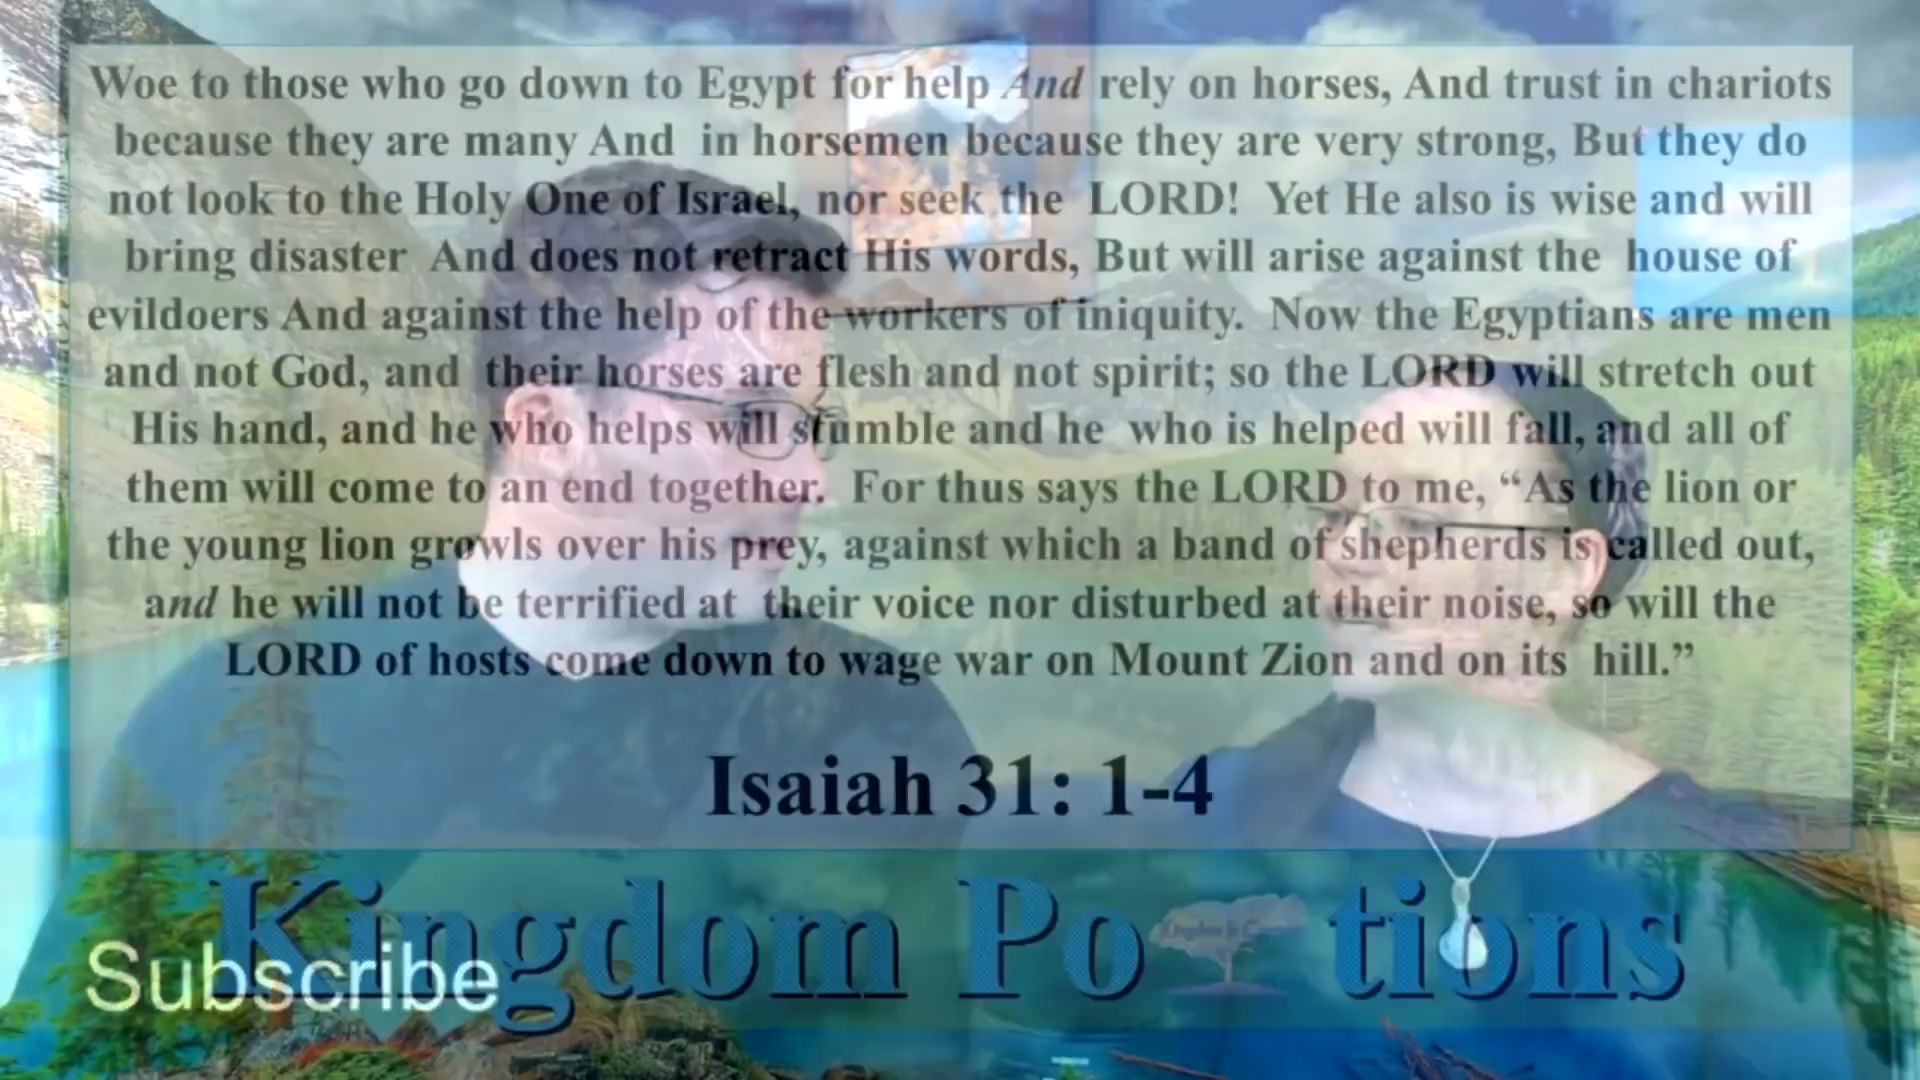 Woe to those who go down to Egypt for help And rely on horses, And trust in chariots
because they are many And in horsemen because they are very strong, But they do
not look to the Holy One of Israel, nor seek the LORD! Yet He also is wise and will
bring disaster And does not retract His words, But will arise against the house of
evildoers And against the help of the workers of iniquity. Now the Egyptians are men
and not God, and their horses are flesh and not spirit; so the LORD will stretch out
His hand, and he who helps will stumble and he who is helped will fall, and all of
them will come to an end together. For thus says the LORD to me, “As the lion or
the young lion growls over his prey, against which a band of shepherds is called out,
and he will not be terrified at their voice nor disturbed at their noise, so will the
LORD of hosts come down to wage war on Mount Zion and on its hill.”
Isaiah 31: 1-4
Kingdom Po tions
Subscribe